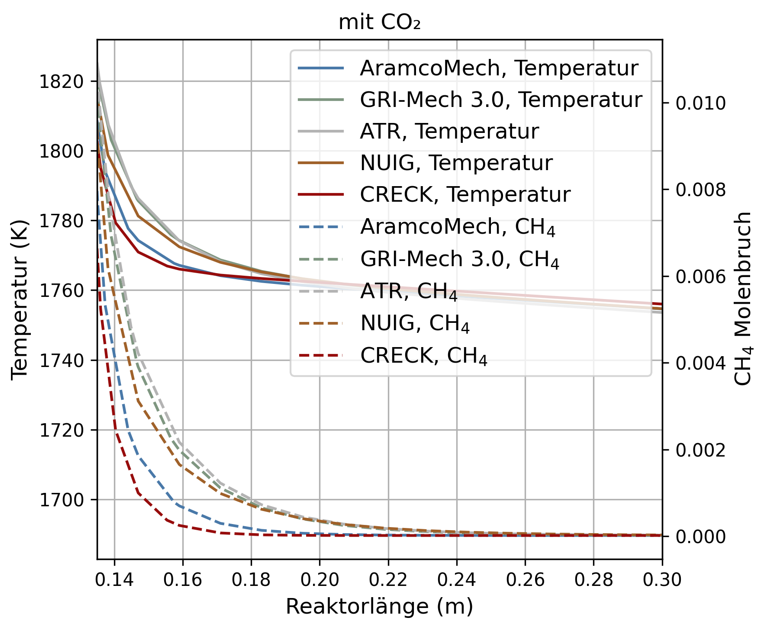 mit CO₂
1820
1800
1780
1760
1740
1720
1700
Temperatur (K)
AramcoMech, Temperatur
GRI-Mech 3.0, Temperatur
ATR, Temperatur
NUIG, Temperatur
CRECK, Temperatur
AramcoMech, CH₄
GRI-Mech 3.0, CH₄
ATR, CH₄
NUIG, CH₄
CRECK, CH₄
0.010
0.008
0.006
0.004
0.002
0.000
CH₄ Molenbruch
0.14 0.16 0.18 0.20 0.22 0.24 0.26 0.28 0.30
Reaktorlänge (m)